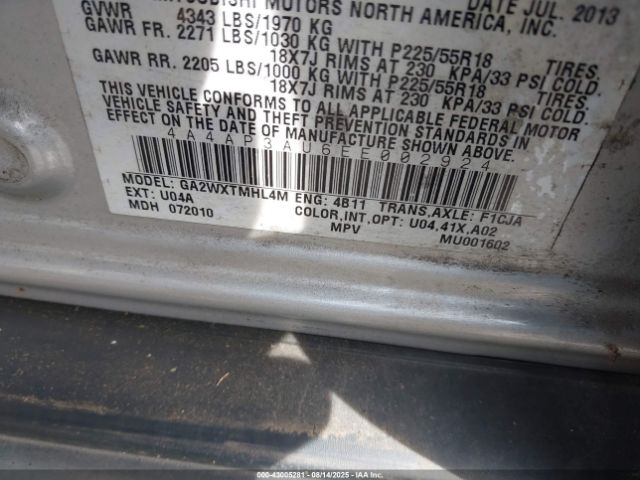 MOTORS NORTH AMERICA, INC.
DATE JUL. 2013
GVWR 4343 LBS/1970 KG
GAWR FR. 2271 LBS/1030 KG WITH P225/55R18 TIRES,
18X7J RIMS AT 230 KPA/33 PSI COLD.
GAWR RR. 2205 LBS/1000 KG WITH P225/55R18 TIRES,
18X7J RIMS AT 230 KPA/33 PSI COLD.
THIS VEHICLE CONFORMS TO ALL APPLICABLE FEDERAL MOTOR
VEHICLE SAFETY AND THEFT PREVENTION STANDARDS IN
EFFECT ON THE DATE OF MANUFACTURE SHOWN ABOVE.
4A4AP3AU6EE002924
MODEL: GA2WXTMHL4M ENG: 4B11 TRANS,AXLE: F1CJA
EXT: U04A COLOR,INT,OPT: U04,41X,A02
MDH 072010 MPV MU001602
000-43005281 - 08/14/2025 - IAAI.COM